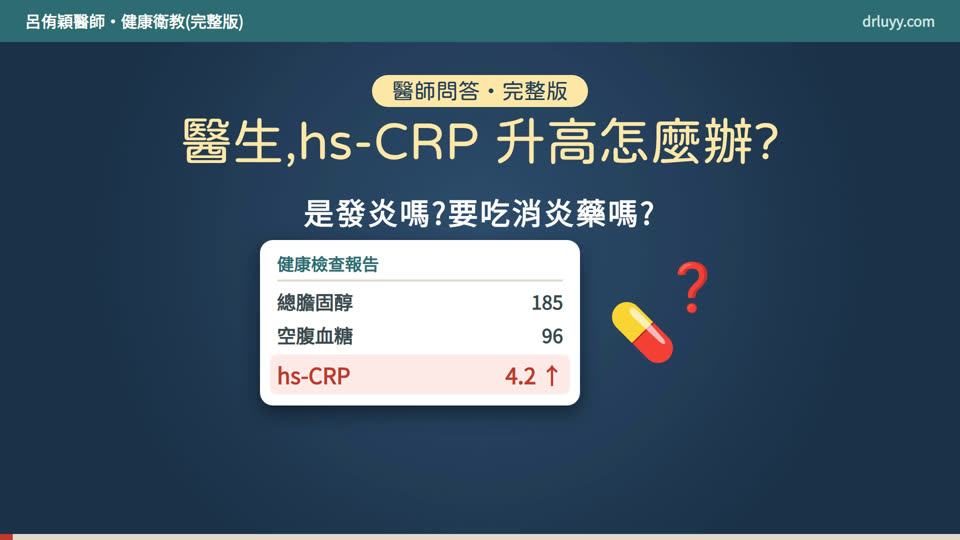 呂侑穎醫師・健康衛教(完整版)
drluyy.com
醫師問答・完整版
醫生,hs-CRP 升高怎麼辦?
是發炎嗎?要吃消炎藥嗎?
健康檢查報告
總膽固醇 185
空腹血糖 96
hs-CRP 4.2 ↑